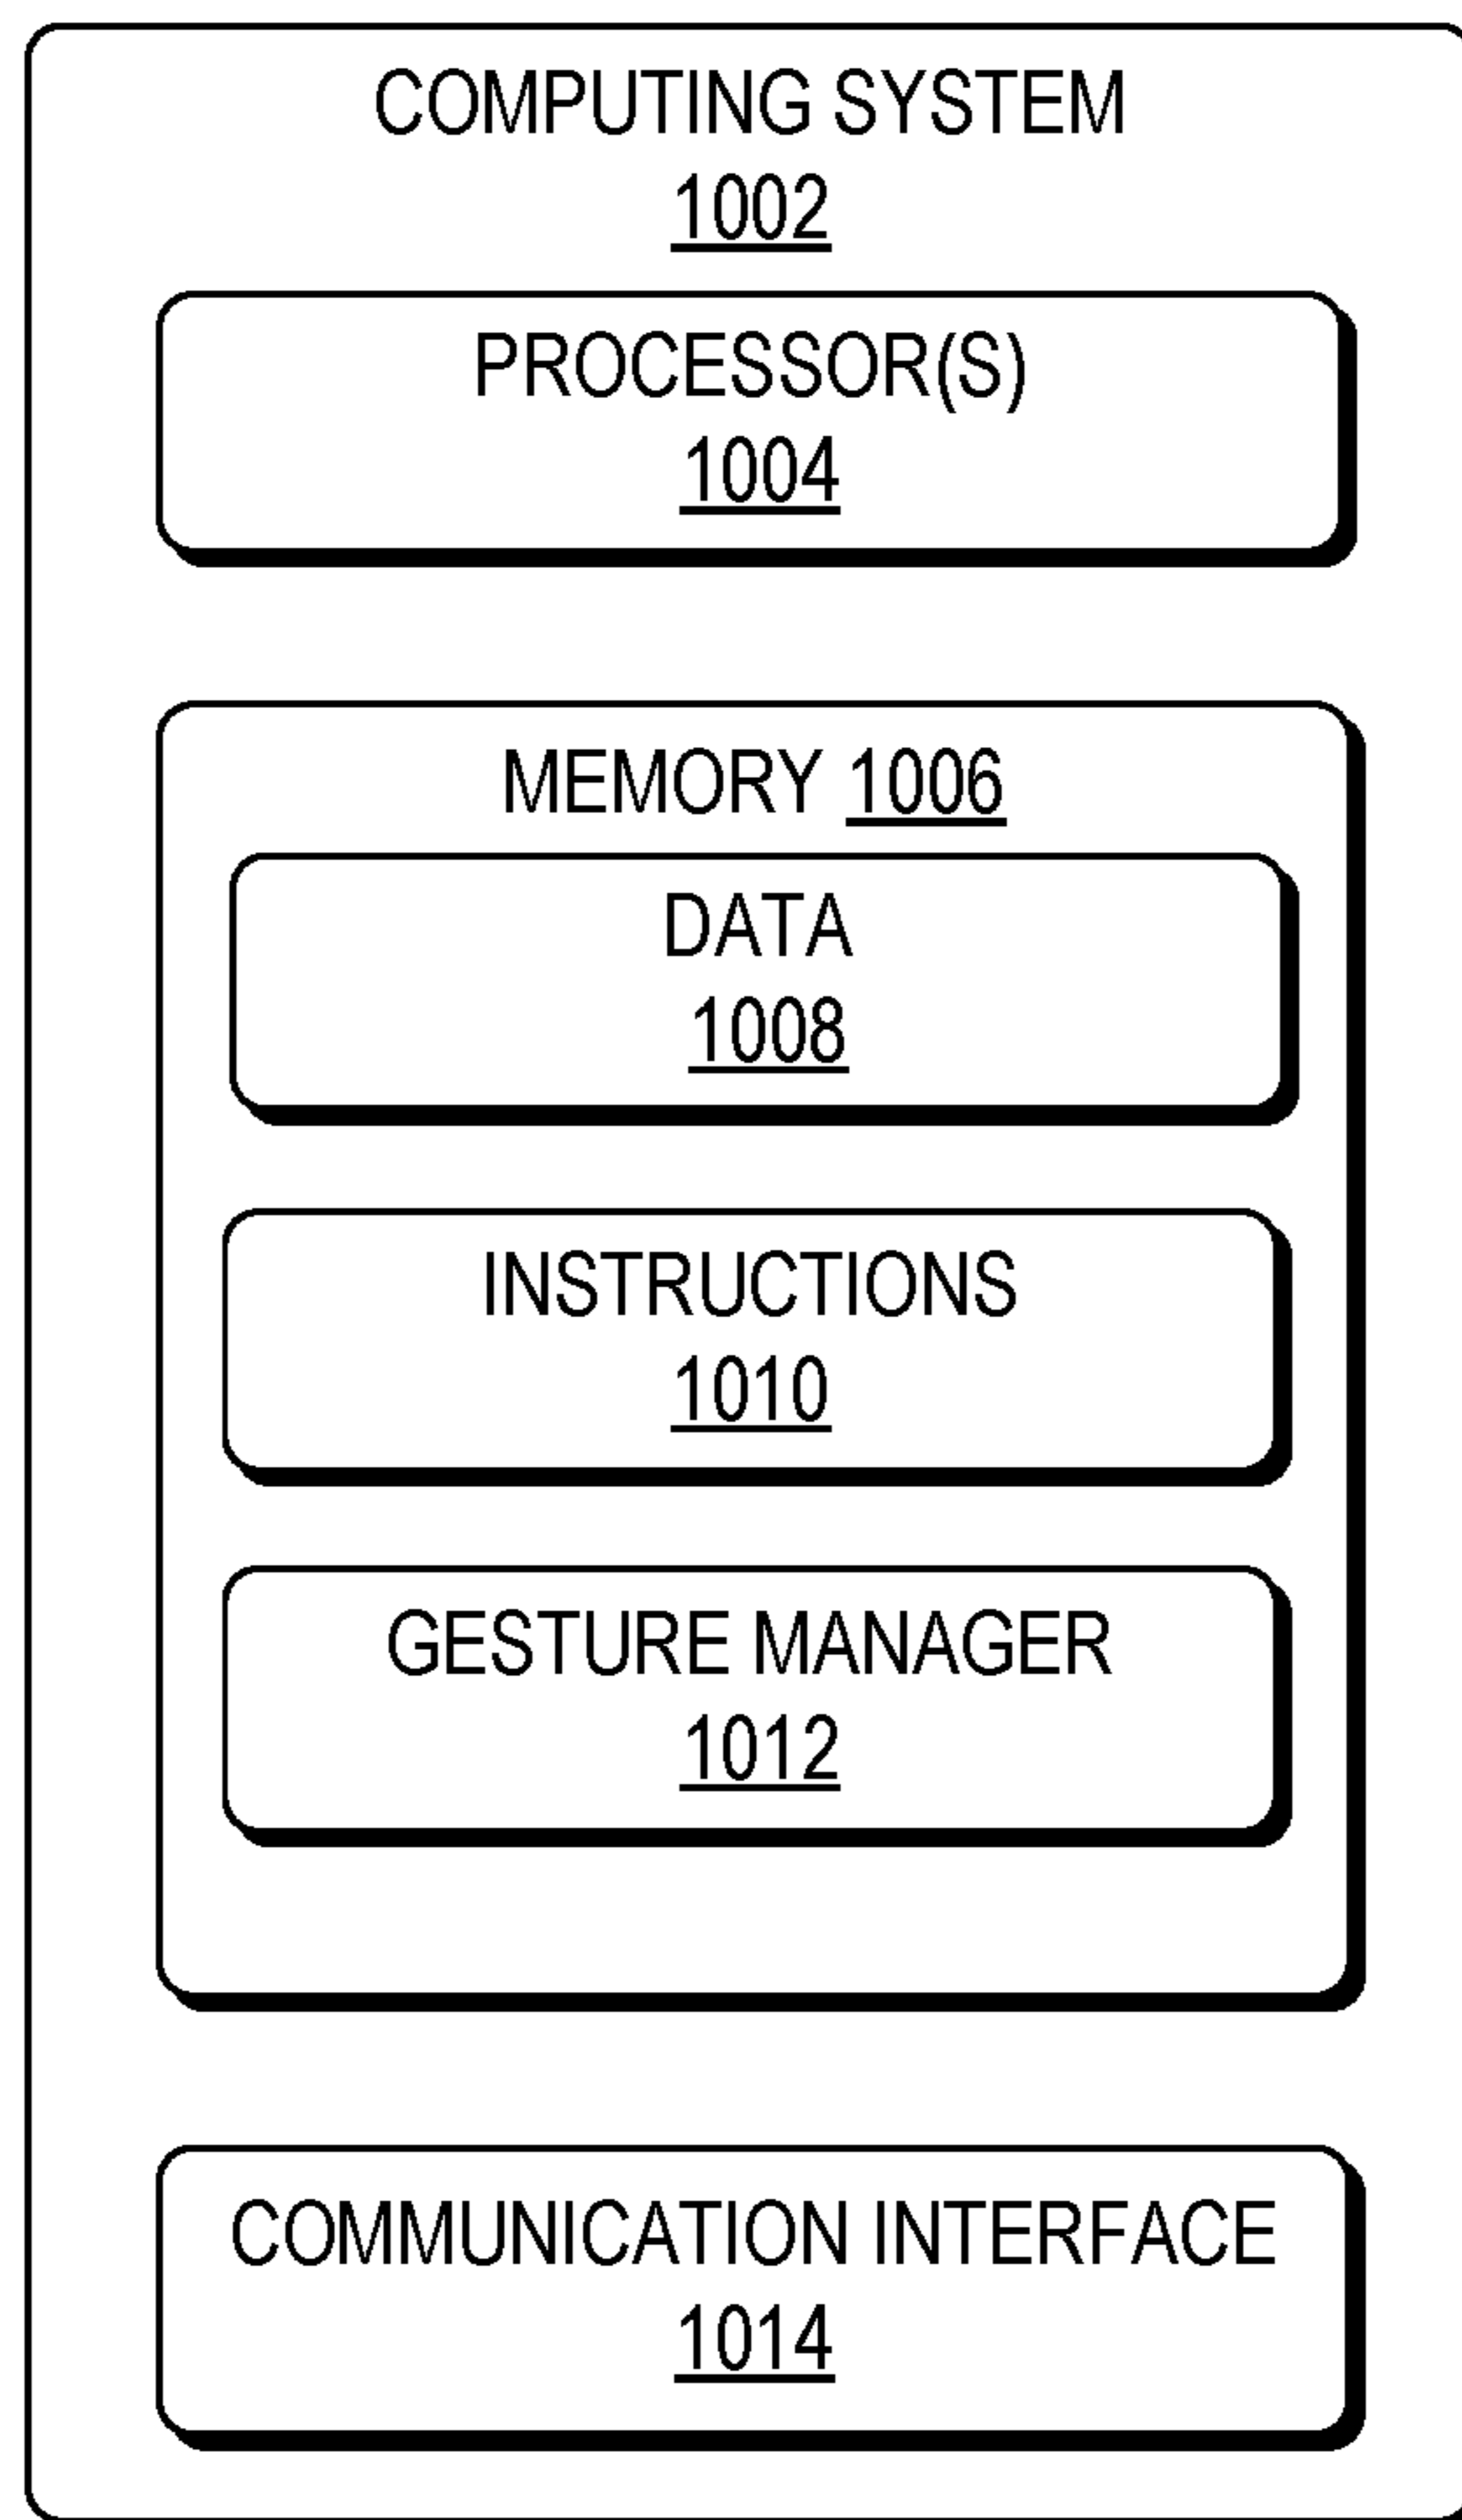 COMPUTING SYSTEM
1002
PROCESSOR(S)
1004
MEMORY 1006
DATA
1008
INSTRUCTIONS
1010
GESTURE MANAGER
1012
COMMUNICATION INTERFACE
1014